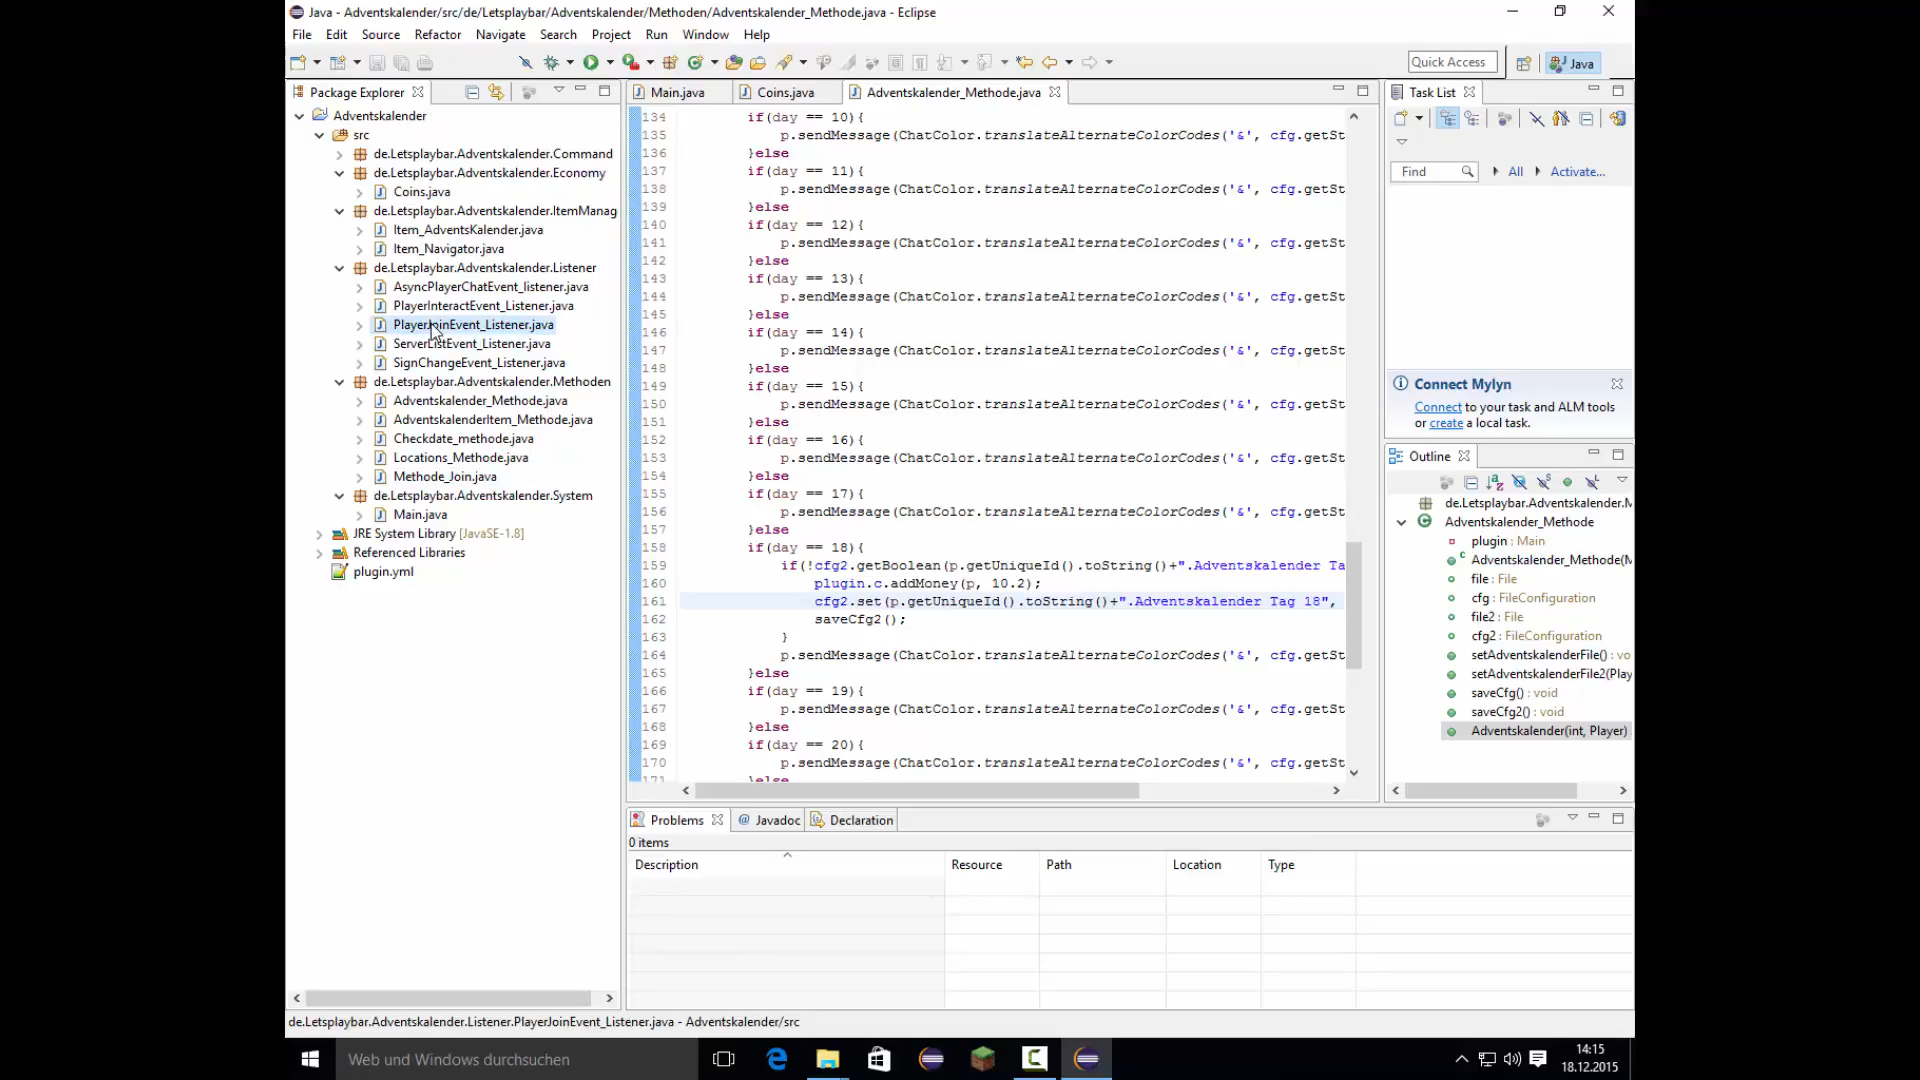 Java - Adventskalender/src/de/Letsplaybar/Adventskalender/Methoden/Adventskalender_Methode.java - Eclipse
File Edit Source Refactor Navigate Search Project Run Window Help
Quick Access
Java
Package Explorer
Adventskalender
src
de.Letsplaybar.Adventskalender.Command
de.Letsplaybar.Adventskalender.Economy
Coins.java
de.Letsplaybar.Adventskalender.ItemManag
Item_AdventsKalender.java
Item_Navigator.java
de.Letsplaybar.Adventskalender.Listener
AsyncPlayerChatEvent_listener.java
PlayerInteractEvent_Listener.java
PlayerJoinEvent_Listener.java
ServerListEvent_Listener.java
SignChangeEvent_Listener.java
de.Letsplaybar.Adventskalender.Methoden
Adventskalender_Methode.java
AdventskalenderItem_Methode.java
Checkdate_methode.java
Locations_Methode.java
Methode_Join.java
de.Letsplaybar.Adventskalender.System
Main.java
JRE System Library [JavaSE-1.8]
Referenced Libraries
plugin.yml
Main.java Coins.java Adventskalender_Methode.java
134 if(day == 10){
135 p.sendMessage(ChatColor.translateAlternateColorCodes('&', cfg.getSt
136 }else
137 if(day == 11){
138 p.sendMessage(ChatColor.translateAlternateColorCodes('&', cfg.getSt
139 }else
140 if(day == 12){
141 p.sendMessage(ChatColor.translateAlternateColorCodes('&', cfg.getSt
142 }else
143 if(day == 13){
144 p.sendMessage(ChatColor.translateAlternateColorCodes('&', cfg.getSt
145 }else
146 if(day == 14){
147 p.sendMessage(ChatColor.translateAlternateColorCodes('&', cfg.getSt
148 }else
149 if(day == 15){
150 p.sendMessage(ChatColor.translateAlternateColorCodes('&', cfg.getSt
151 }else
152 if(day == 16){
153 p.sendMessage(ChatColor.translateAlternateColorCodes('&', cfg.getSt
154 }else
155 if(day == 17){
156 p.sendMessage(ChatColor.translateAlternateColorCodes('&', cfg.getSt
157 }else
158 if(day == 18){
159 if(!cfg2.getBoolean(p.getUniqueId().toString()+".Adventskalender Ta
160 plugin.c.addMoney(p, 10.2);
161 cfg2.set(p.getUniqueId().toString()+".Adventskalender Tag 18",
162 saveCfg2();
163 }
164 p.sendMessage(ChatColor.translateAlternateColorCodes('&', cfg.getSt
165 }else
166 if(day == 19){
167 p.sendMessage(ChatColor.translateAlternateColorCodes('&', cfg.getSt
168 }else
169 if(day == 20){
170 p.sendMessage(ChatColor.translateAlternateColorCodes('&', cfg.getSt
171 }else
Task List
Find All Activate...
Connect Mylyn
Connect to your task and ALM tools
or create a local task.
Outline
de.Letsplaybar.Adventskalender.M
Adventskalender_Methode
plugin : Main
Adventskalender_Methode(M
file : File
cfg : FileConfiguration
file2 : File
cfg2 : FileConfiguration
setAdventskalenderFile() : vo
setAdventskalenderFile2(Play
saveCfg() : void
saveCfg2() : void
Adventskalender(int, Player)
Problems @ Javadoc Declaration
0 items
Description Resource Path Location Type
de.Letsplaybar.Adventskalender.Listener.PlayerJoinEvent_Listener.java - Adventskalender/src
Web und Windows durchsuchen
14:15
18.12.2015